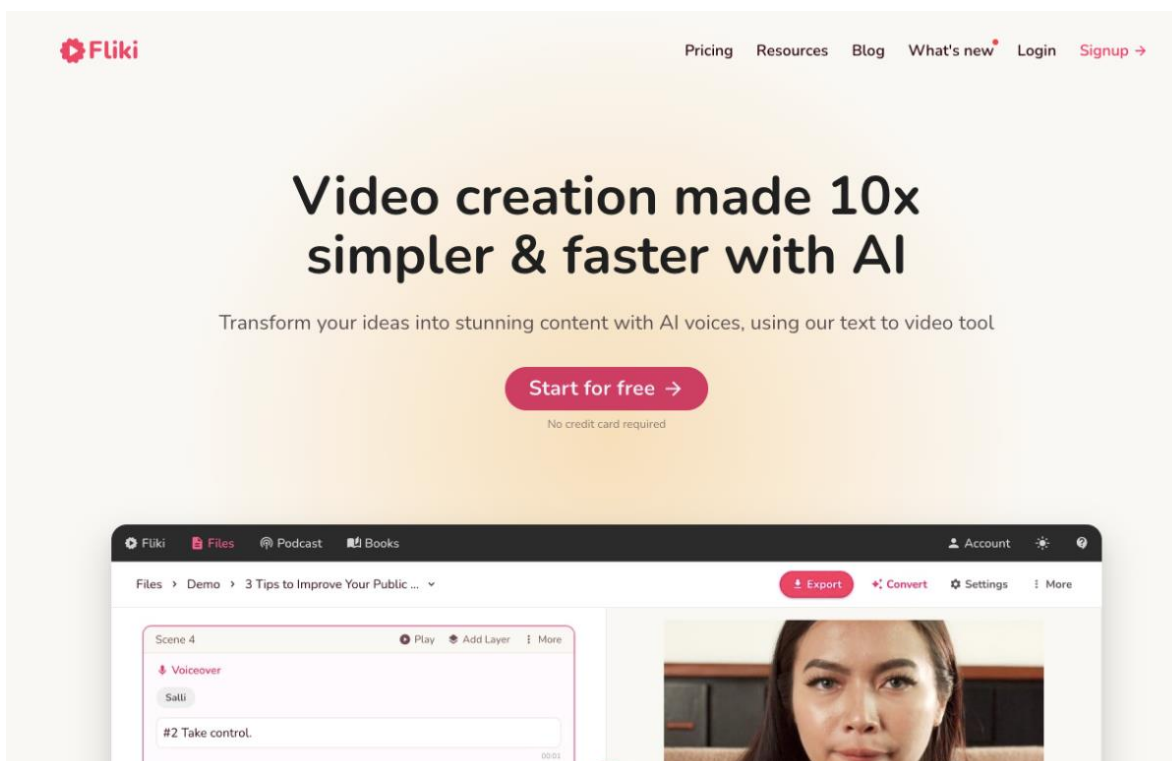 Fliki
Pricing Resources Blog What's new Login Signup →
Video creation made 10x
simpler & faster with AI
Transform your ideas into stunning content with AI voices, using our text to video tool
Start for free →
No credit card required
Fliki Files Podcast Books Account
Files > Demo > 3 Tips to Improve Your Public ...
Export Convert Settings More
Scene 4 Play Add Layer More
Voiceover
Salli
#2 Take control.
00:01